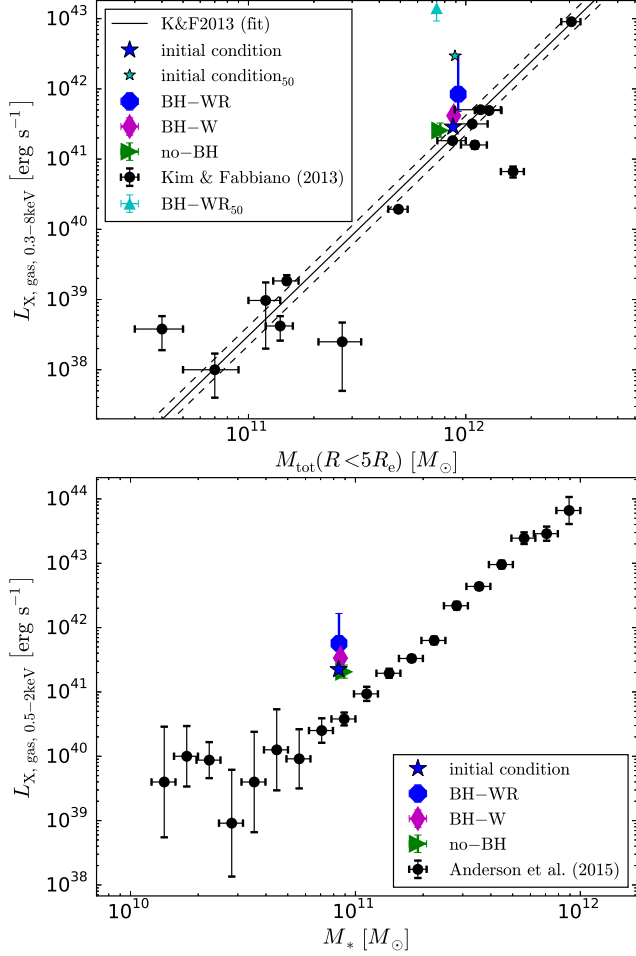 10^43
10^42
10^41
10^40
10^39
10^38
L_X, gas, 0.3−8keV [erg s^−1]
K&F2013 (fit)
initial condition
initial condition_50
BH−WR
BH−W
no−BH
Kim & Fabbiano (2013)
BH−WR_50
10^11 10^12
M_tot(R<5R_e) [M_⊙]
10^44
10^43
10^42
10^41
10^40
10^39
10^38
L_X, gas, 0.5−2keV [erg s^−1]
initial condition
BH−WR
BH−W
no−BH
Anderson et al. (2015)
10^10 10^11 10^12
M_* [M_⊙]